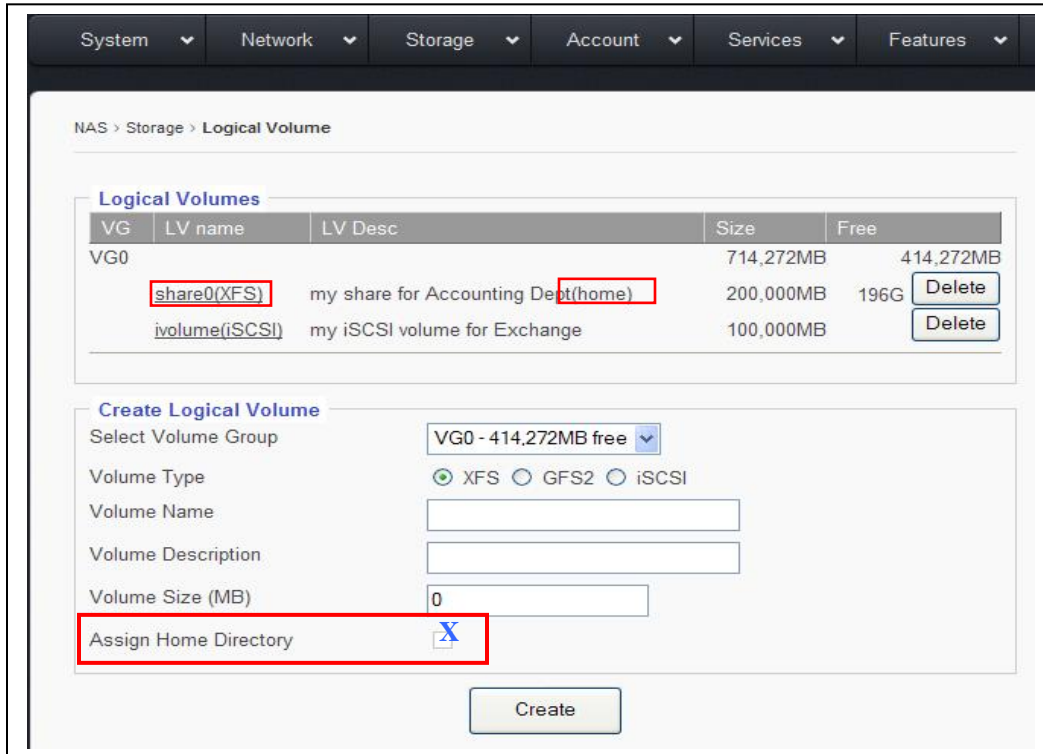 System Network Storage Account Services Features
NAS > Storage > Logical Volume
Logical Volumes
VG LV name LV Desc Size Free
VG0 714,272MB 414,272MB
share0(XFS) my share for Accounting Dept(home) 200,000MB 196G Delete
ivolume(iSCSI) my iSCSI volume for Exchange 100,000MB Delete
Create Logical Volume
Select Volume Group VG0 - 414,272MB free
Volume Type XFS GFS2 iSCSI
Volume Name
Volume Description
Volume Size (MB) 0
Assign Home Directory X
Create